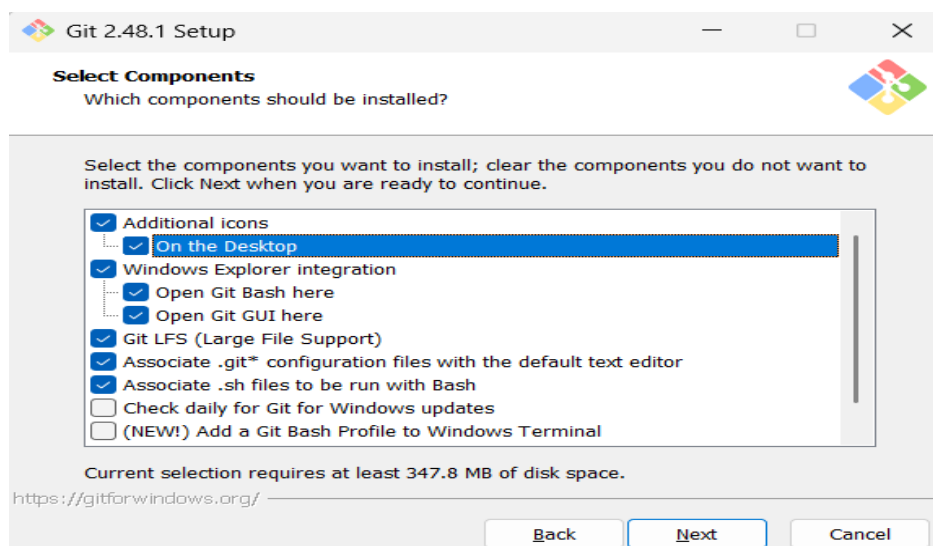 Git 2.48.1 Setup
Select Components
Which components should be installed?
Select the components you want to install; clear the components you do not want to
install. Click Next when you are ready to continue.
Additional icons
On the Desktop
Windows Explorer integration
Open Git Bash here
Open Git GUI here
Git LFS (Large File Support)
Associate .git* configuration files with the default text editor
Associate .sh files to be run with Bash
Check daily for Git for Windows updates
(NEW!) Add a Git Bash Profile to Windows Terminal
Current selection requires at least 347.8 MB of disk space.
https://gitforwindows.org/
Back
Next
Cancel